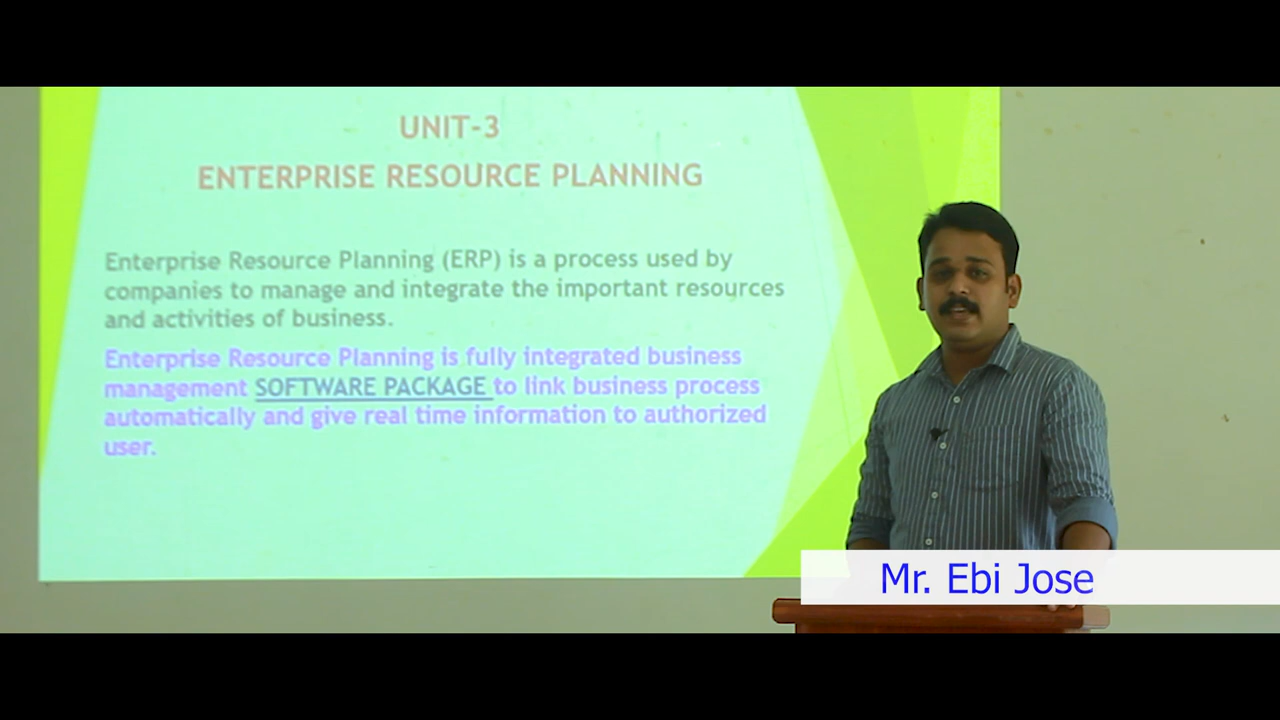 UNIT-3
ENTERPRISE RESOURCE PLANNING
Enterprise Resource Planning (ERP) is a process used by
companies to manage and integrate the important resources
and activities of business.
Enterprise Resource Planning is fully integrated business
management SOFTWARE PACKAGE to link business process
automatically and give real time information to authorized
user.
Mr. Ebi Jose